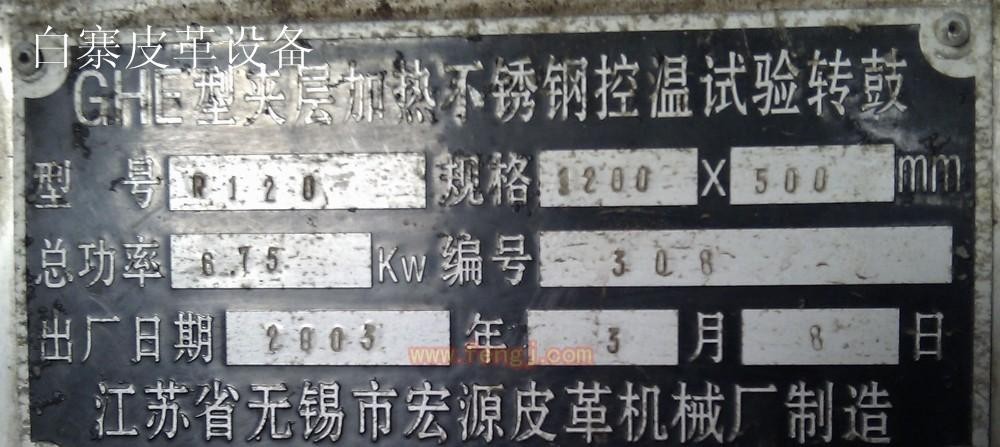 白寨皮革设备
GHE型夹层加热不锈钢控温试验转鼓
型号 R120 规格 1200 X 500 mm
总功率 6.75 Kw 编号 308
出厂日期 2003 年 3 月 8 日
www.fengj.com
江苏省无锡市宏源皮革机械厂制造